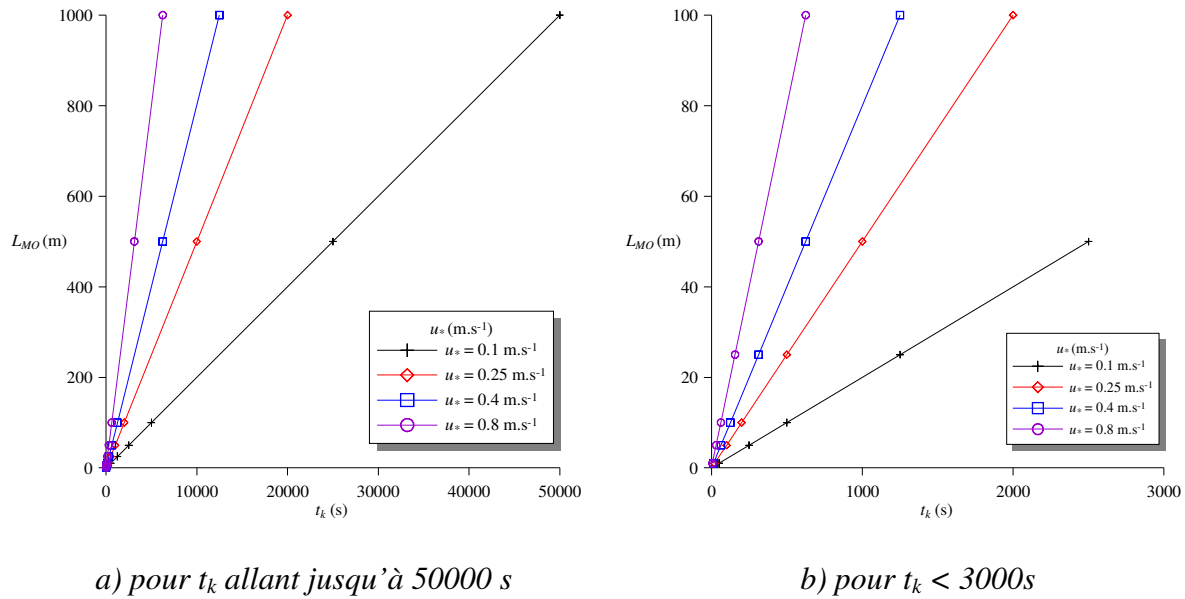 1000
800
600
400
200
0
L_MO (m)
0 10000 20000 30000 40000 50000
t_k (s)
u* (m.s⁻¹)
u* = 0.1 m.s⁻¹
u* = 0.25 m.s⁻¹
u* = 0.4 m.s⁻¹
u* = 0.8 m.s⁻¹
a) pour t_k allant jusqu'à 50000 s
100
80
60
40
20
0
L_MO (m)
0 1000 2000 3000
t_k (s)
u* (m.s⁻¹)
u* = 0.1 m.s⁻¹
u* = 0.25 m.s⁻¹
u* = 0.4 m.s⁻¹
u* = 0.8 m.s⁻¹
b) pour t_k < 3000s